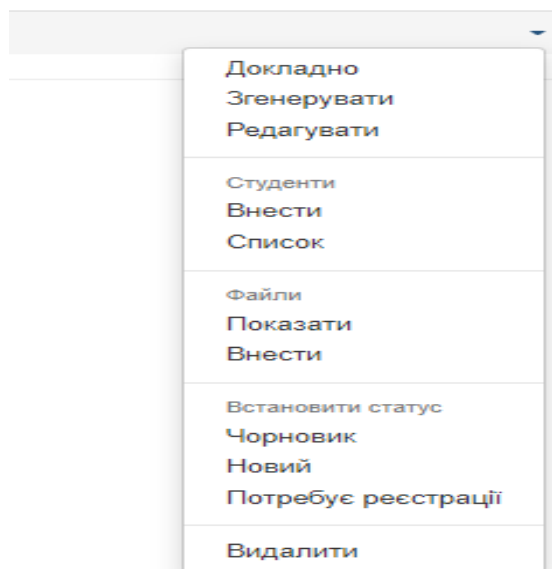 Докладно
Згенерувати
Редагувати
Студенти
Внести
Список
Файли
Показати
Внести
Встановити статус
Чорновик
Новий
Потребує реєстрації
Видалити